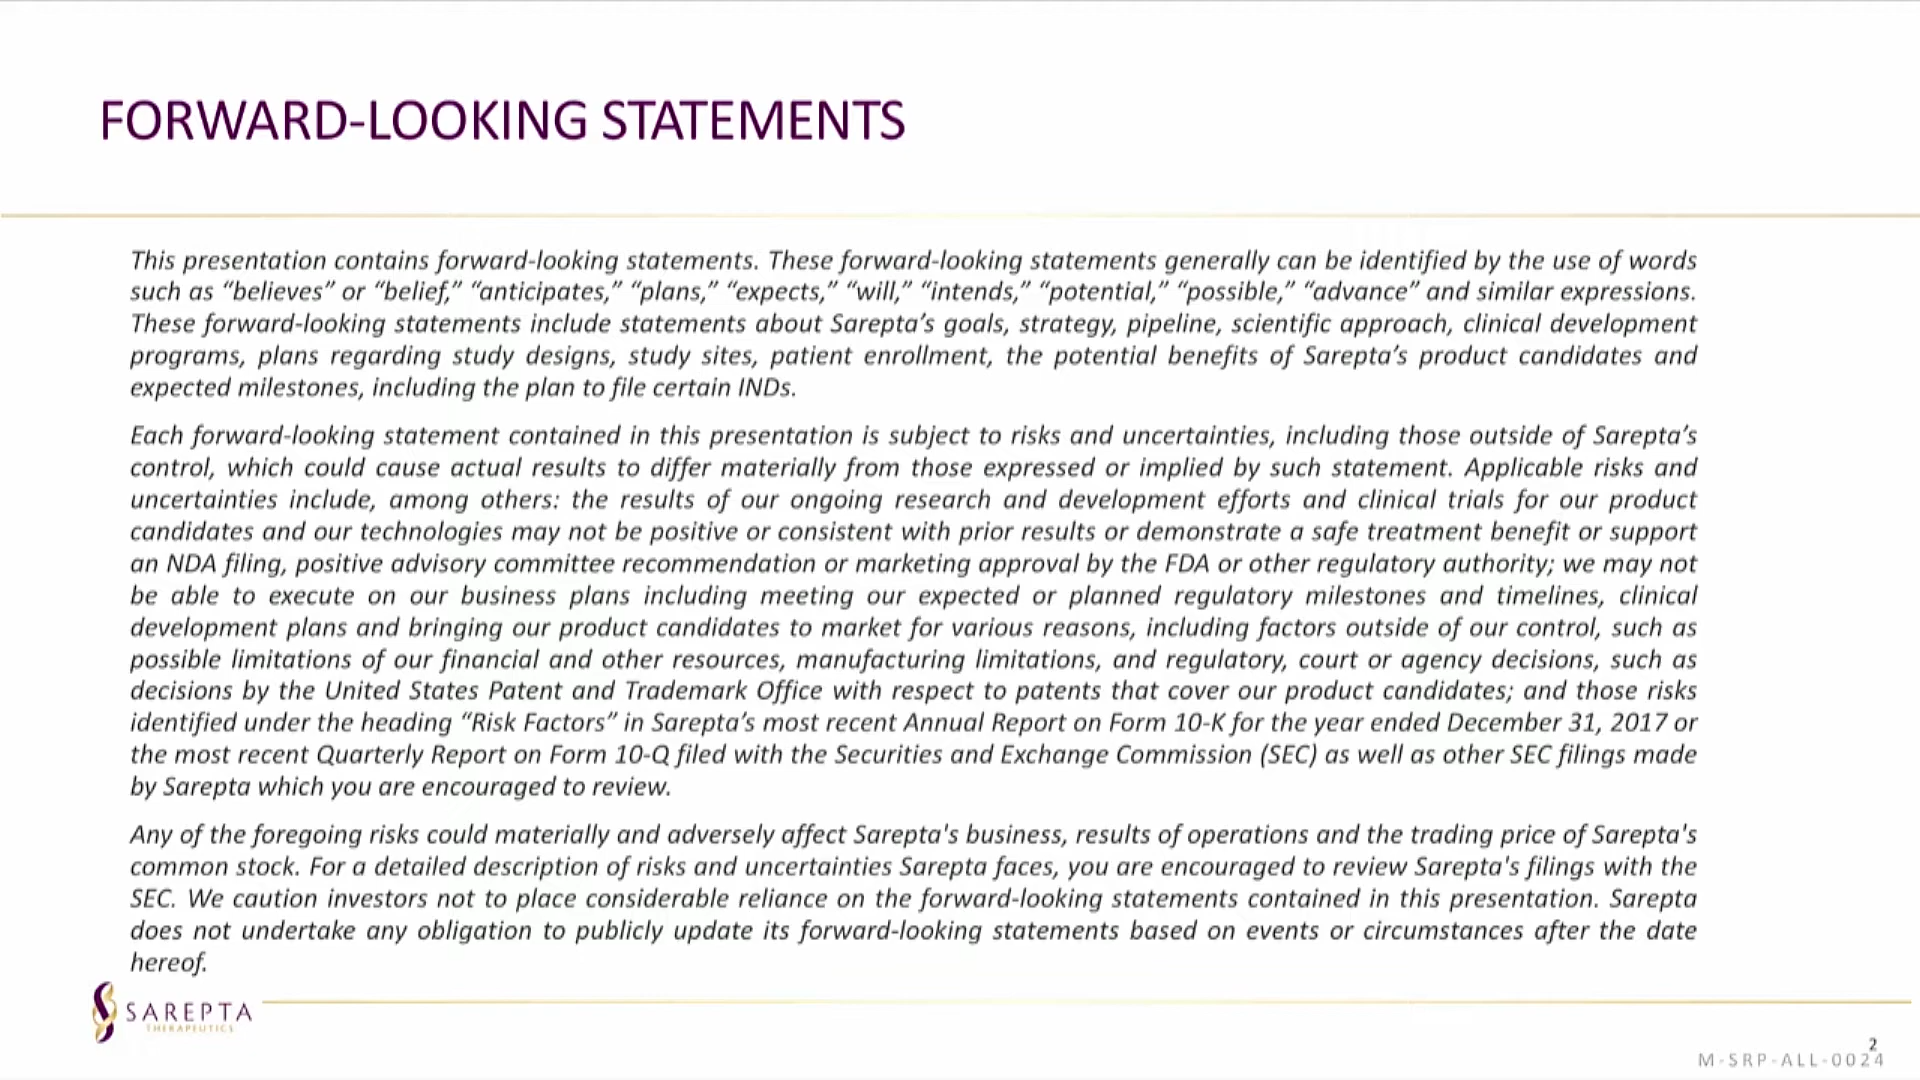 FORWARD-LOOKING STATEMENTS
This presentation contains forward-looking statements. These forward-looking statements generally can be identified by the use of words
such as “believes” or “belief,” “anticipates,” “plans,” “expects,” “will,” “intends,” “potential,” “possible,” “advance” and similar expressions.
These forward-looking statements include statements about Sarepta’s goals, strategy, pipeline, scientific approach, clinical development
programs, plans regarding study designs, study sites, patient enrollment, the potential benefits of Sarepta’s product candidates and
expected milestones, including the plan to file certain INDs.
Each forward-looking statement contained in this presentation is subject to risks and uncertainties, including those outside of Sarepta’s
control, which could cause actual results to differ materially from those expressed or implied by such statement. Applicable risks and
uncertainties include, among others: the results of our ongoing research and development efforts and clinical trials for our product
candidates and our technologies may not be positive or consistent with prior results or demonstrate a safe treatment benefit or support
an NDA filing, positive advisory committee recommendation or marketing approval by the FDA or other regulatory authority; we may not
be able to execute on our business plans including meeting our expected or planned regulatory milestones and timelines, clinical
development plans and bringing our product candidates to market for various reasons, including factors outside of our control, such as
possible limitations of our financial and other resources, manufacturing limitations, and regulatory, court or agency decisions, such as
decisions by the United States Patent and Trademark Office with respect to patents that cover our product candidates; and those risks
identified under the heading “Risk Factors” in Sarepta’s most recent Annual Report on Form 10-K for the year ended December 31, 2017 or
the most recent Quarterly Report on Form 10-Q filed with the Securities and Exchange Commission (SEC) as well as other SEC filings made
by Sarepta which you are encouraged to review.
Any of the foregoing risks could materially and adversely affect Sarepta's business, results of operations and the trading price of Sarepta's
common stock. For a detailed description of risks and uncertainties Sarepta faces, you are encouraged to review Sarepta's filings with the
SEC. We caution investors not to place considerable reliance on the forward-looking statements contained in this presentation. Sarepta
does not undertake any obligation to publicly update its forward-looking statements based on events or circumstances after the date
hereof.
SAREPTA
THERAPEUTICS
2
M-SRP-ALL-0024